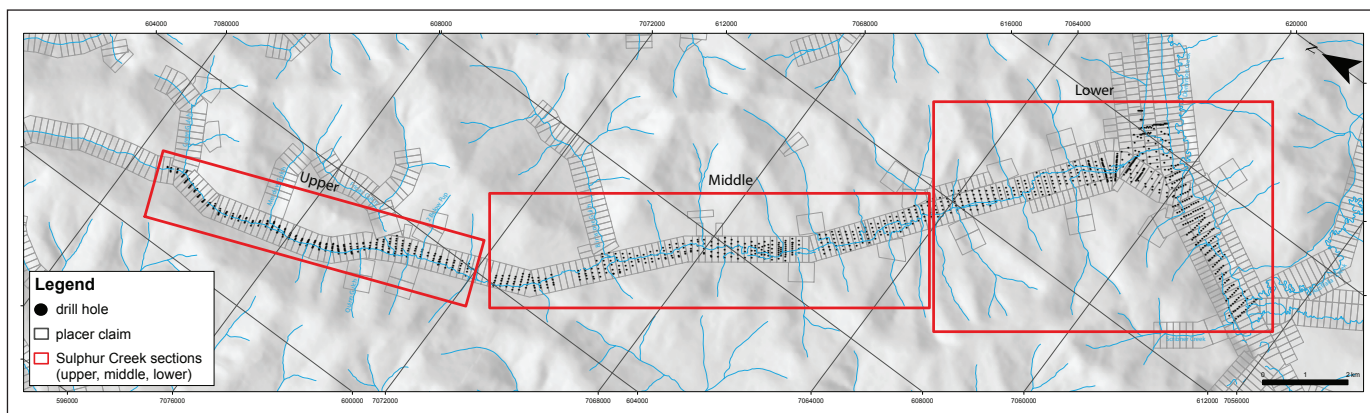 604000 7080000 608000 7072000 612000 7068000 616000 7064000 620000
N
Lower
Upper
Middle
Legend
drill hole
placer claim
Sulphur Creek sections
(upper, middle, lower)
0 1 2 km
596000 7076000 600000 7072000 7068000 604000 7064000 608000 7060000 612000 7056000